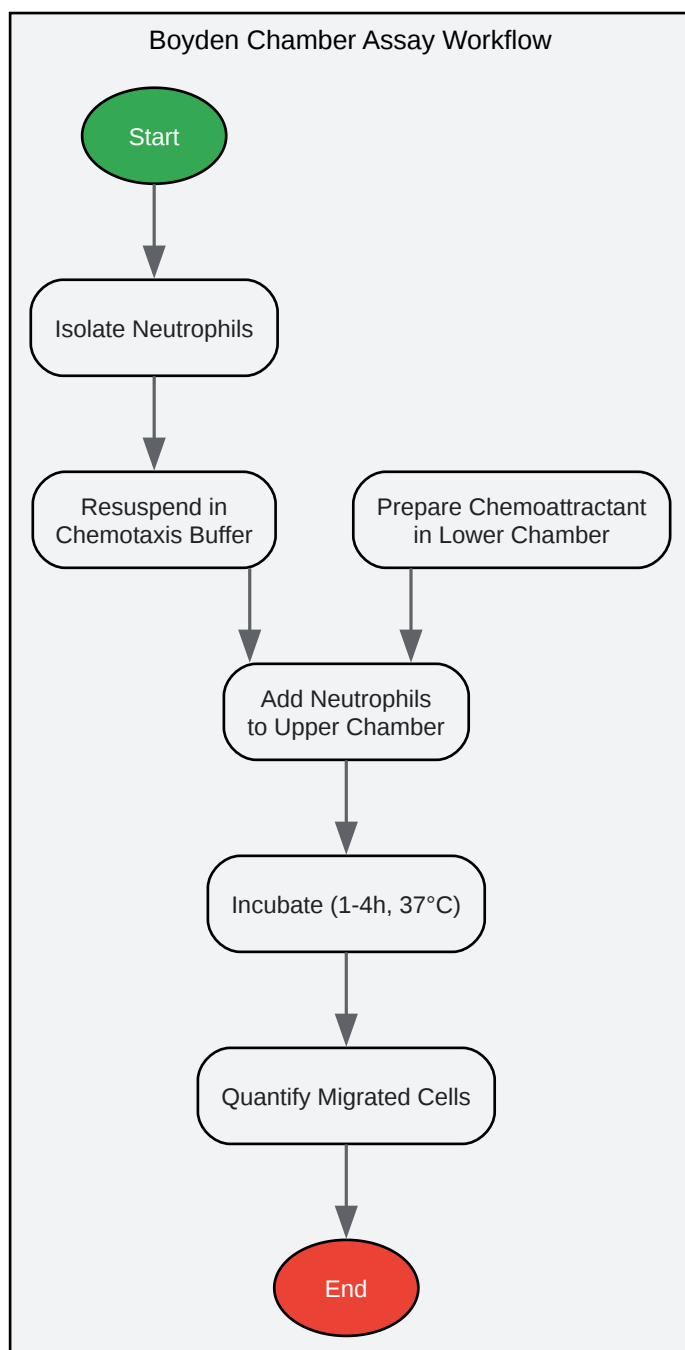 Boyden Chamber Assay Workflow
Start
Isolate Neutrophils
Resuspend in
Chemotaxis Buffer
Prepare Chemoattractant
in Lower Chamber
Add Neutrophils
to Upper Chamber
Incubate (1-4h, 37°C)
Quantify Migrated Cells
End